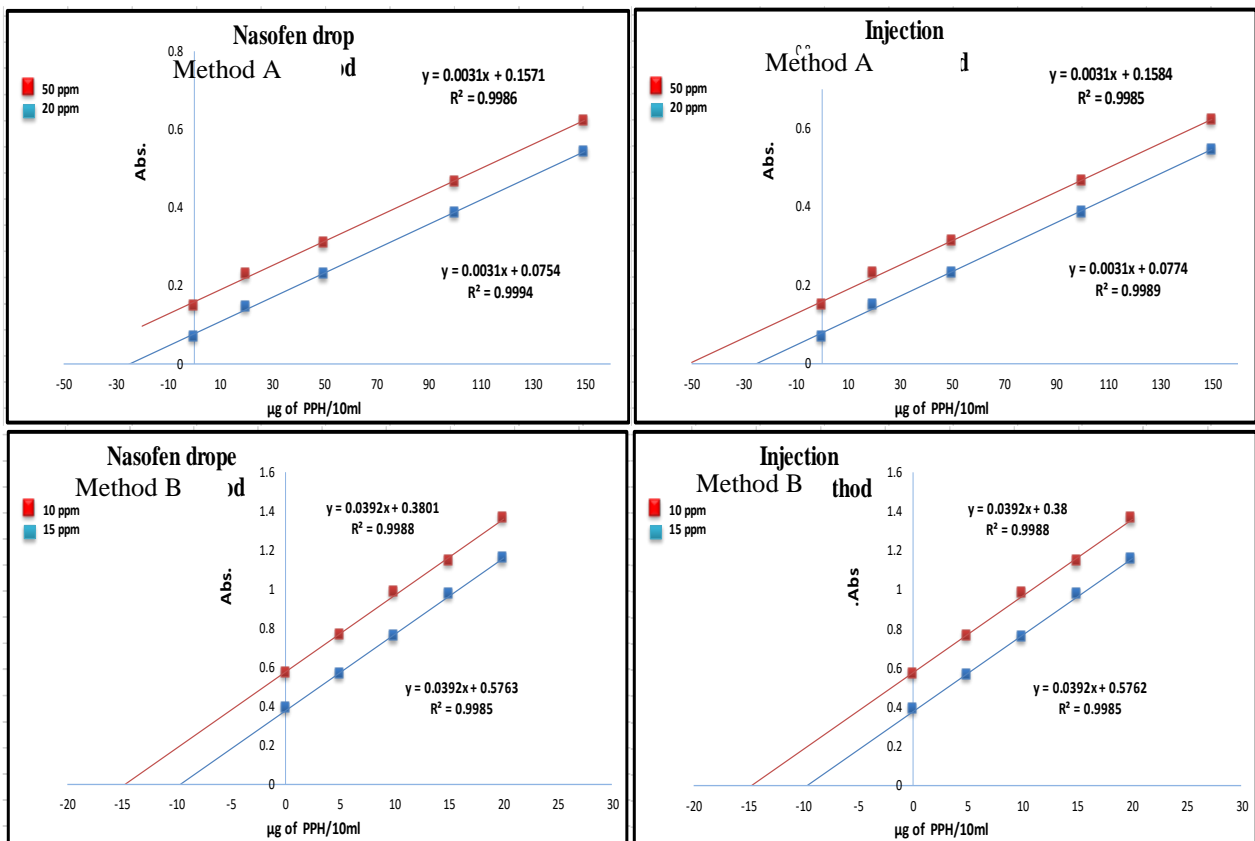 Nasofen drop
Method A od
50 ppm
20 ppm
y = 0.0031x + 0.1571
R² = 0.9986
y = 0.0031x + 0.0754
R² = 0.9994
Abs.
0.8
0.6
0.4
0.2
0
-50 -30 -10 10 30 50 70 90 110 130 150
µg of PPH/10ml
Injection
Method A d
50 ppm
20 ppm
y = 0.0031x + 0.1584
R² = 0.9985
y = 0.0031x + 0.0774
R² = 0.9989
Abs.
0.6
0.4
0.2
0
-50 -30 -10 10 30 50 70 90 110 130 150
µg of PPH/10ml
Nasofen drope
Method B od
10 ppm
15 ppm
y = 0.0392x + 0.3801
R² = 0.9988
y = 0.0392x + 0.5763
R² = 0.9985
Abs.
1.6
1.4
1.2
1
0.8
0.6
0.4
0.2
0
-20 -15 -10 -5 0 5 10 15 20 25 30
µg of PPH/10ml
Injection
Method B thod
10 ppm
15 ppm
y = 0.0392x + 0.38
R² = 0.9988
y = 0.0392x + 0.5762
R² = 0.9985
.Abs
1.6
1.4
1.2
1
0.8
0.6
0.4
0.2
0
-20 -15 -10 -5 0 5 10 15 20 25 30
µg of PPH/10ml